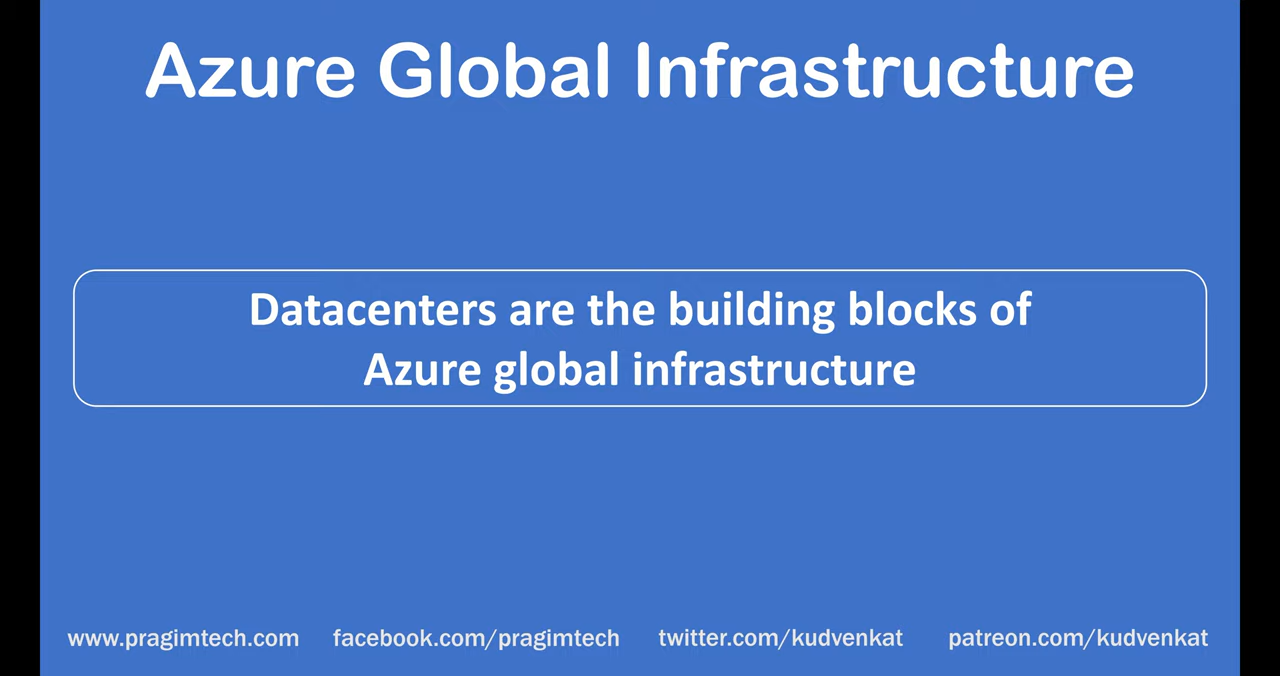 Azure Global Infrastructure
Datacenters are the building blocks of
Azure global infrastructure
www.pragimtech.com facebook.com/pragimtech twitter.com/kudvenkat patreon.com/kudvenkat